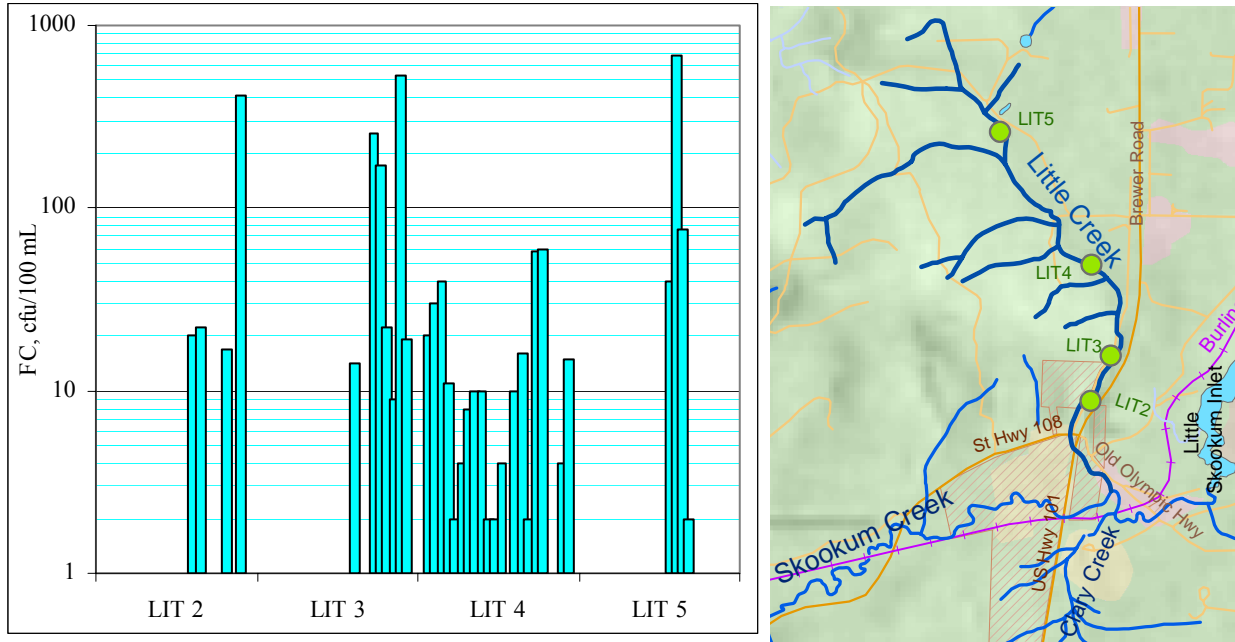 1000
100
10
1
FC, cfu/100 mL
LIT 2
LIT 3
LIT 4
LIT 5
LIT5
Little Creek
Brewer Road
LIT4
LIT3
Burlin
LIT2
Little
Skookum Inlet
St Hwy 108
Old Olympic Hwy
Skookum Creek
US Hwy 101
Clary Creek